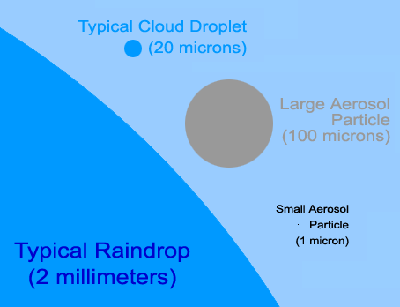 Typical Cloud Droplet
(20 microns)
Large Aerosol
Particle
(100 microns)
Small Aerosol
Particle
(1 micron)
Typical Raindrop
(2 millimeters)